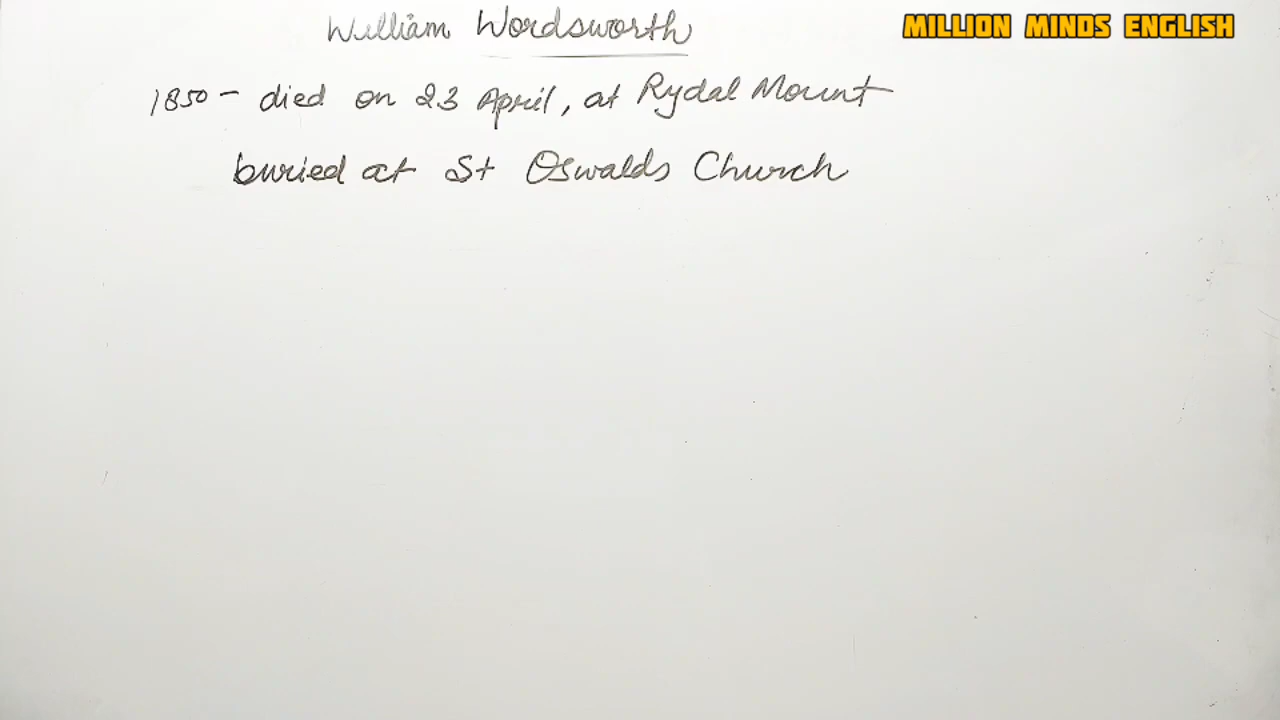 William Wordsworth
MILLION MINDS ENGLISH
1850 - died on 23 April, at Rydal Mount
buried at St Oswalds Church